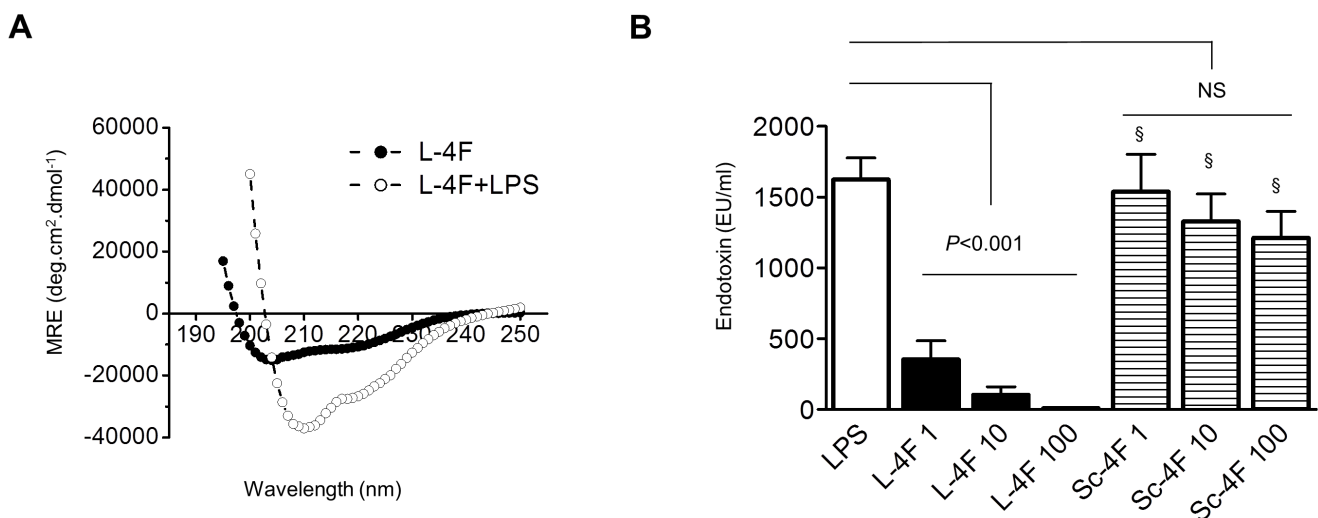 A
60000
40000
20000
0
-20000
-40000
MRE (deg.cm².dmol⁻¹)
190 200 210 220 230 240 250
Wavelength (nm)
L-4F
L-4F+LPS
B
NS
P<0.001
§ § §
2000
1500
1000
500
0
Endotoxin (EU/ml)
LPS
L-4F 1
L-4F 10
L-4F 100
Sc-4F 1
Sc-4F 10
Sc-4F 100